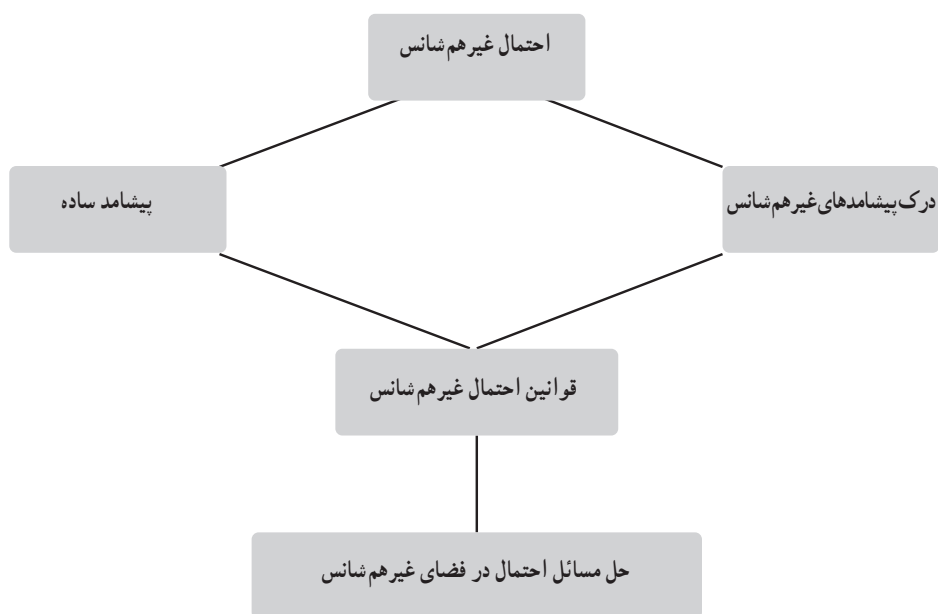 احتمال غیرهم‌شانس
درک پیشامدهای غیرهم‌شانس
پیشامد ساده
قوانین احتمال غیرهم‌شانس
حل مسائل احتمال در فضای غیرهم‌شانس